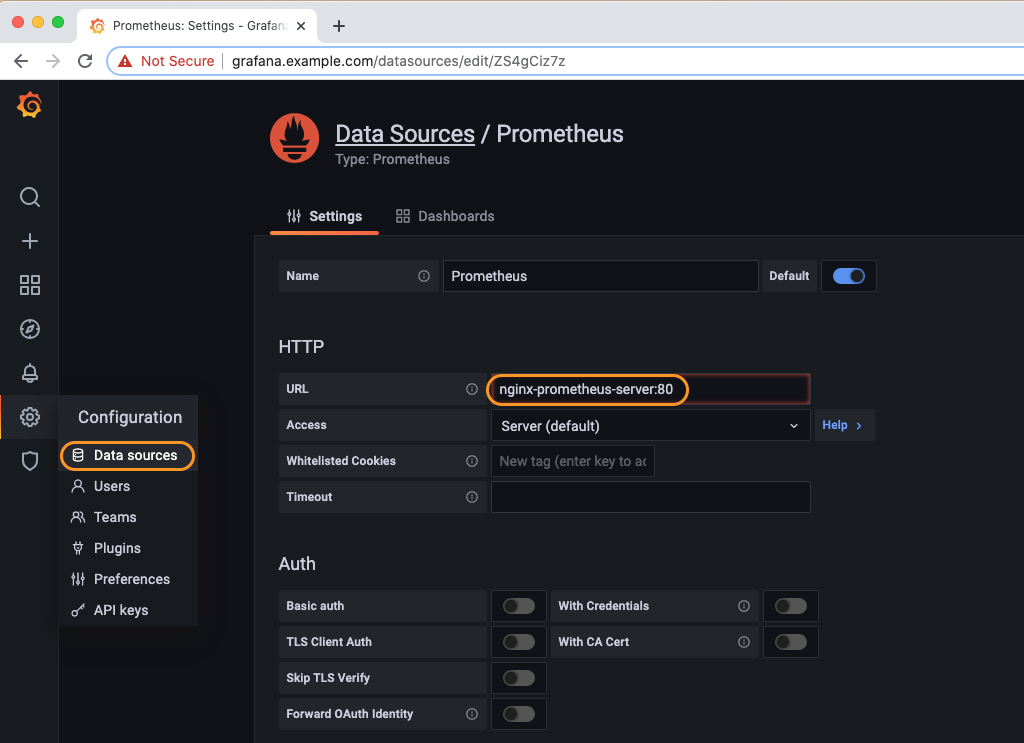 Prometheus: Settings - Grafana
Not Secure | grafana.example.com/datasources/edit/ZS4gCiz7z
Data Sources / Prometheus
Type: Prometheus
Settings
Dashboards
Name
Prometheus
Default
HTTP
URL
nginx-prometheus-server:80
Access
Server (default)
Help
Whitelisted Cookies
New tag (enter key to ac
Timeout
Configuration
Data sources
Users
Teams
Plugins
Preferences
API keys
Auth
Basic auth
With Credentials
TLS Client Auth
With CA Cert
Skip TLS Verify
Forward OAuth Identity